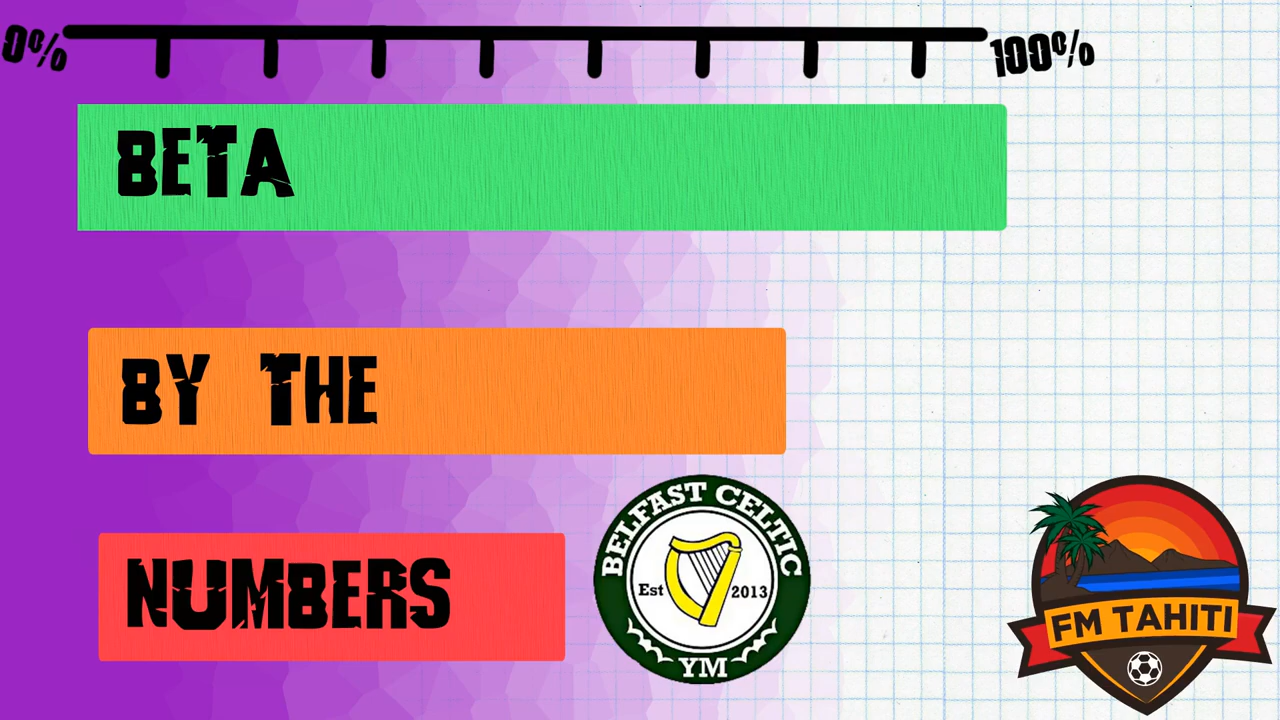 0% 100%
BETA
BY THE
NUMBERS
BELFAST CELTIC
Est 2013
YM
FM TAHITI